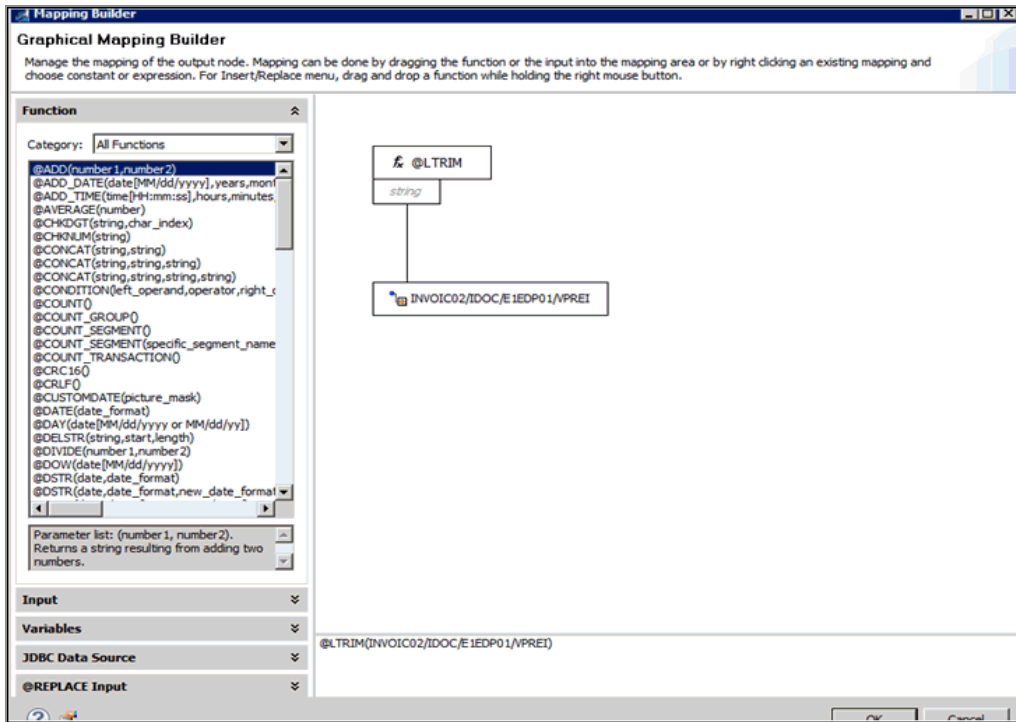 Mapping Builder
Graphical Mapping Builder
Manage the mapping of the output node. Mapping can be done by dragging the function or the input into the mapping area or by right clicking an existing mapping and
choose constant or expression. For Insert/Replace menu, drag and drop a function while holding the right mouse button.
Function
Category: All Functions
@ADD(number1,number2)
@ADD_DATE(date[MM/dd/yyyy],years,mont
@ADD_TIME(time[HH:mm:ss],hours,minutes,
@AVERAGE(number)
@CHKDGT(string,char_index)
@CHKNUM(string)
@CONCAT(string,string)
@CONCAT(string,string,string)
@CONCAT(string,string,string,string)
@CONDITION(left_operand,operator,right_o
@COUNT()
@COUNT_GROUP()
@COUNT_SEGMENT()
@COUNT_SEGMENT(specific_segment_name
@COUNT_TRANSACTION()
@CRC16()
@CRLF()
@CUSTOMDATE(picture_mask)
@DATE(date_format)
@DAY(date[MM/dd/yyyy or MM/dd/yy])
@DELSTR(string,start,length)
@DIVIDE(number1,number2)
@DOW(date[MM/dd/yyyy])
@DSTR(date,date_format)
@DSTR(date,date_format,new_date_format
Parameter list: (number1, number2).
Returns a string resulting from adding two
numbers.
Input
Variables
JDBC Data Source
@REPLACE Input
fx @LTRIM
string
INVOIC02/IDOC/E1EDP01/VPREI
@LTRIM(INVOIC02/IDOC/E1EDP01/VPREI)
OK Cancel